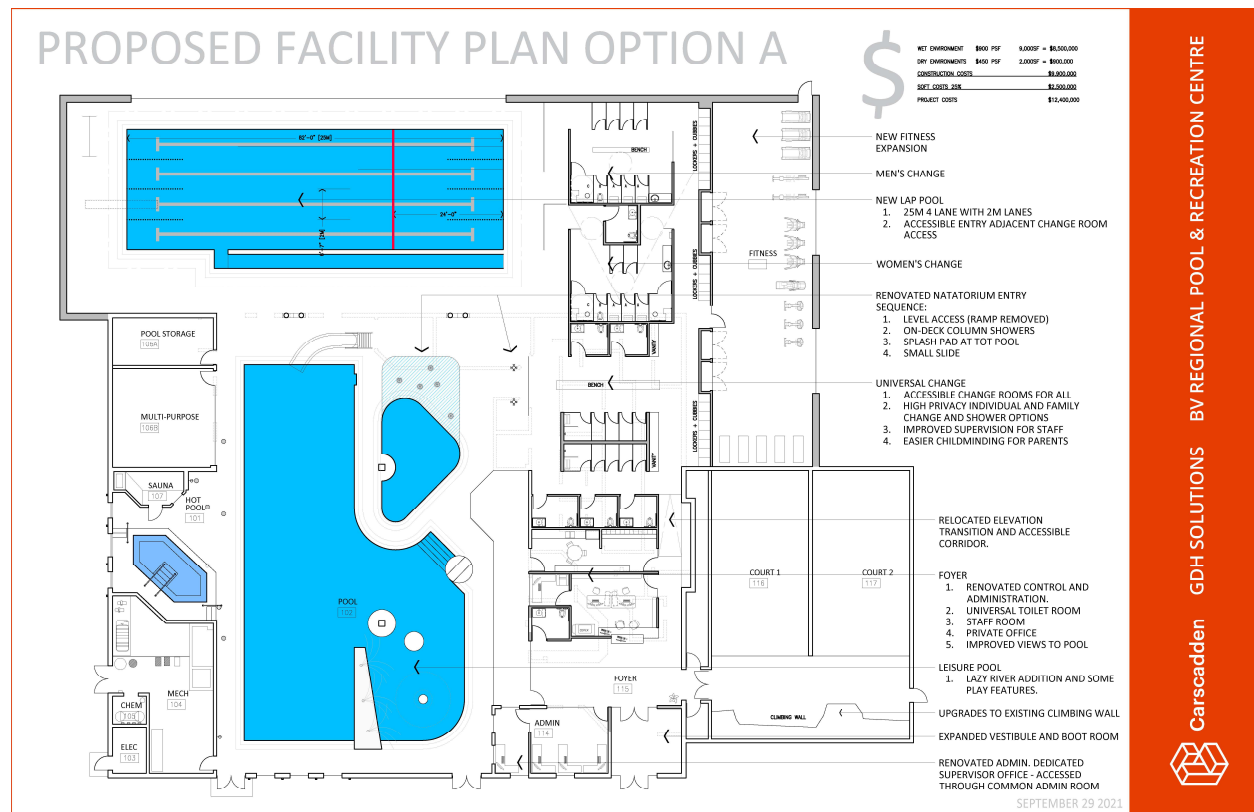 PROPOSED FACILITY PLAN OPTION A
$
WET ENVIRONMENT $900 PSF 9,000SF = $8,500,000
DRY ENVIRONMENTS $450 PSF 2,000SF = $900,000
CONSTRUCTION COSTS $9,900,000
SOFT COSTS 25% $2,500,000
PROJECT COSTS $12,400,000
NEW FITNESS
EXPANSION
MEN'S CHANGE
NEW LAP POOL
1. 25M 4 LANE WITH 2M LANES
2. ACCESSIBLE ENTRY ADJACENT CHANGE ROOM
ACCESS
WOMEN'S CHANGE
RENOVATED NATATORIUM ENTRY
SEQUENCE:
1. LEVEL ACCESS (RAMP REMOVED)
2. ON-DECK COLUMN SHOWERS
3. SPLASH PAD AT TOT POOL
4. SMALL SLIDE
UNIVERSAL CHANGE
1. ACCESSIBLE CHANGE ROOMS FOR ALL
2. HIGH PRIVACY INDIVIDUAL AND FAMILY
CHANGE AND SHOWER OPTIONS
3. IMPROVED SUPERVISION FOR STAFF
4. EASIER CHILDMINDING FOR PARENTS
RELOCATED ELEVATION
TRANSITION AND ACCESSIBLE
CORRIDOR.
FOYER
1. RENOVATED CONTROL AND
ADMINISTRATION.
2. UNIVERSAL TOILET ROOM
3. STAFF ROOM
4. PRIVATE OFFICE
5. IMPROVED VIEWS TO POOL
LEISURE POOL
1. LAZY RIVER ADDITION AND SOME
PLAY FEATURES.
UPGRADES TO EXISTING CLIMBING WALL
EXPANDED VESTIBULE AND BOOT ROOM
RENOVATED ADMIN. DEDICATED
SUPERVISOR OFFICE - ACCESSED
THROUGH COMMON ADMIN ROOM
SEPTEMBER 29 2021
82'-0" [25M]
24'-0"
6'-7" [2M]
BENCH
LOCKERS + CUBBIES
FITNESS
LOCKERS + CUBBIES
VANITY
BENCH
LOCKERS + CUBBIES
POOL STORAGE
106A
MULTI-PURPOSE
106B
SAUNA
107
HOT
POOL
101
POOL
102
MECH
104
CHEM
105
ELEC
103
COURT 1
116
COURT 2
117
FOYER
115
ADMIN
114
CLIMBING WALL
Carscadden GDH SOLUTIONS BV REGIONAL POOL & RECREATION CENTRE